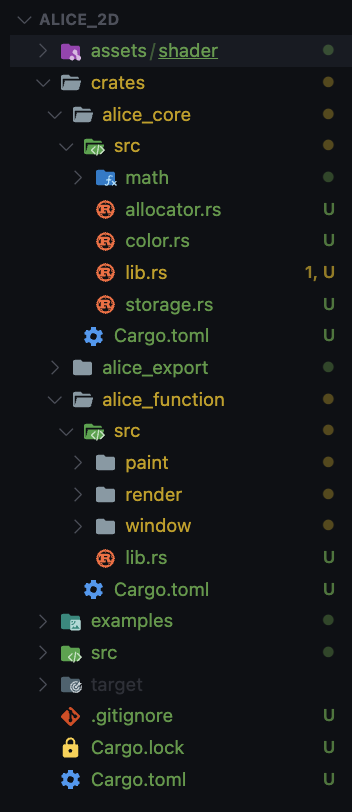 ALICE_2D
assets/shader
crates
alice_core
src
math
allocator.rs U
color.rs U
lib.rs 1, U
storage.rs U
Cargo.toml U
alice_export
alice_function
src
paint
render
window
lib.rs U
Cargo.toml U
examples
src
target
.gitignore U
Cargo.lock U
Cargo.toml U